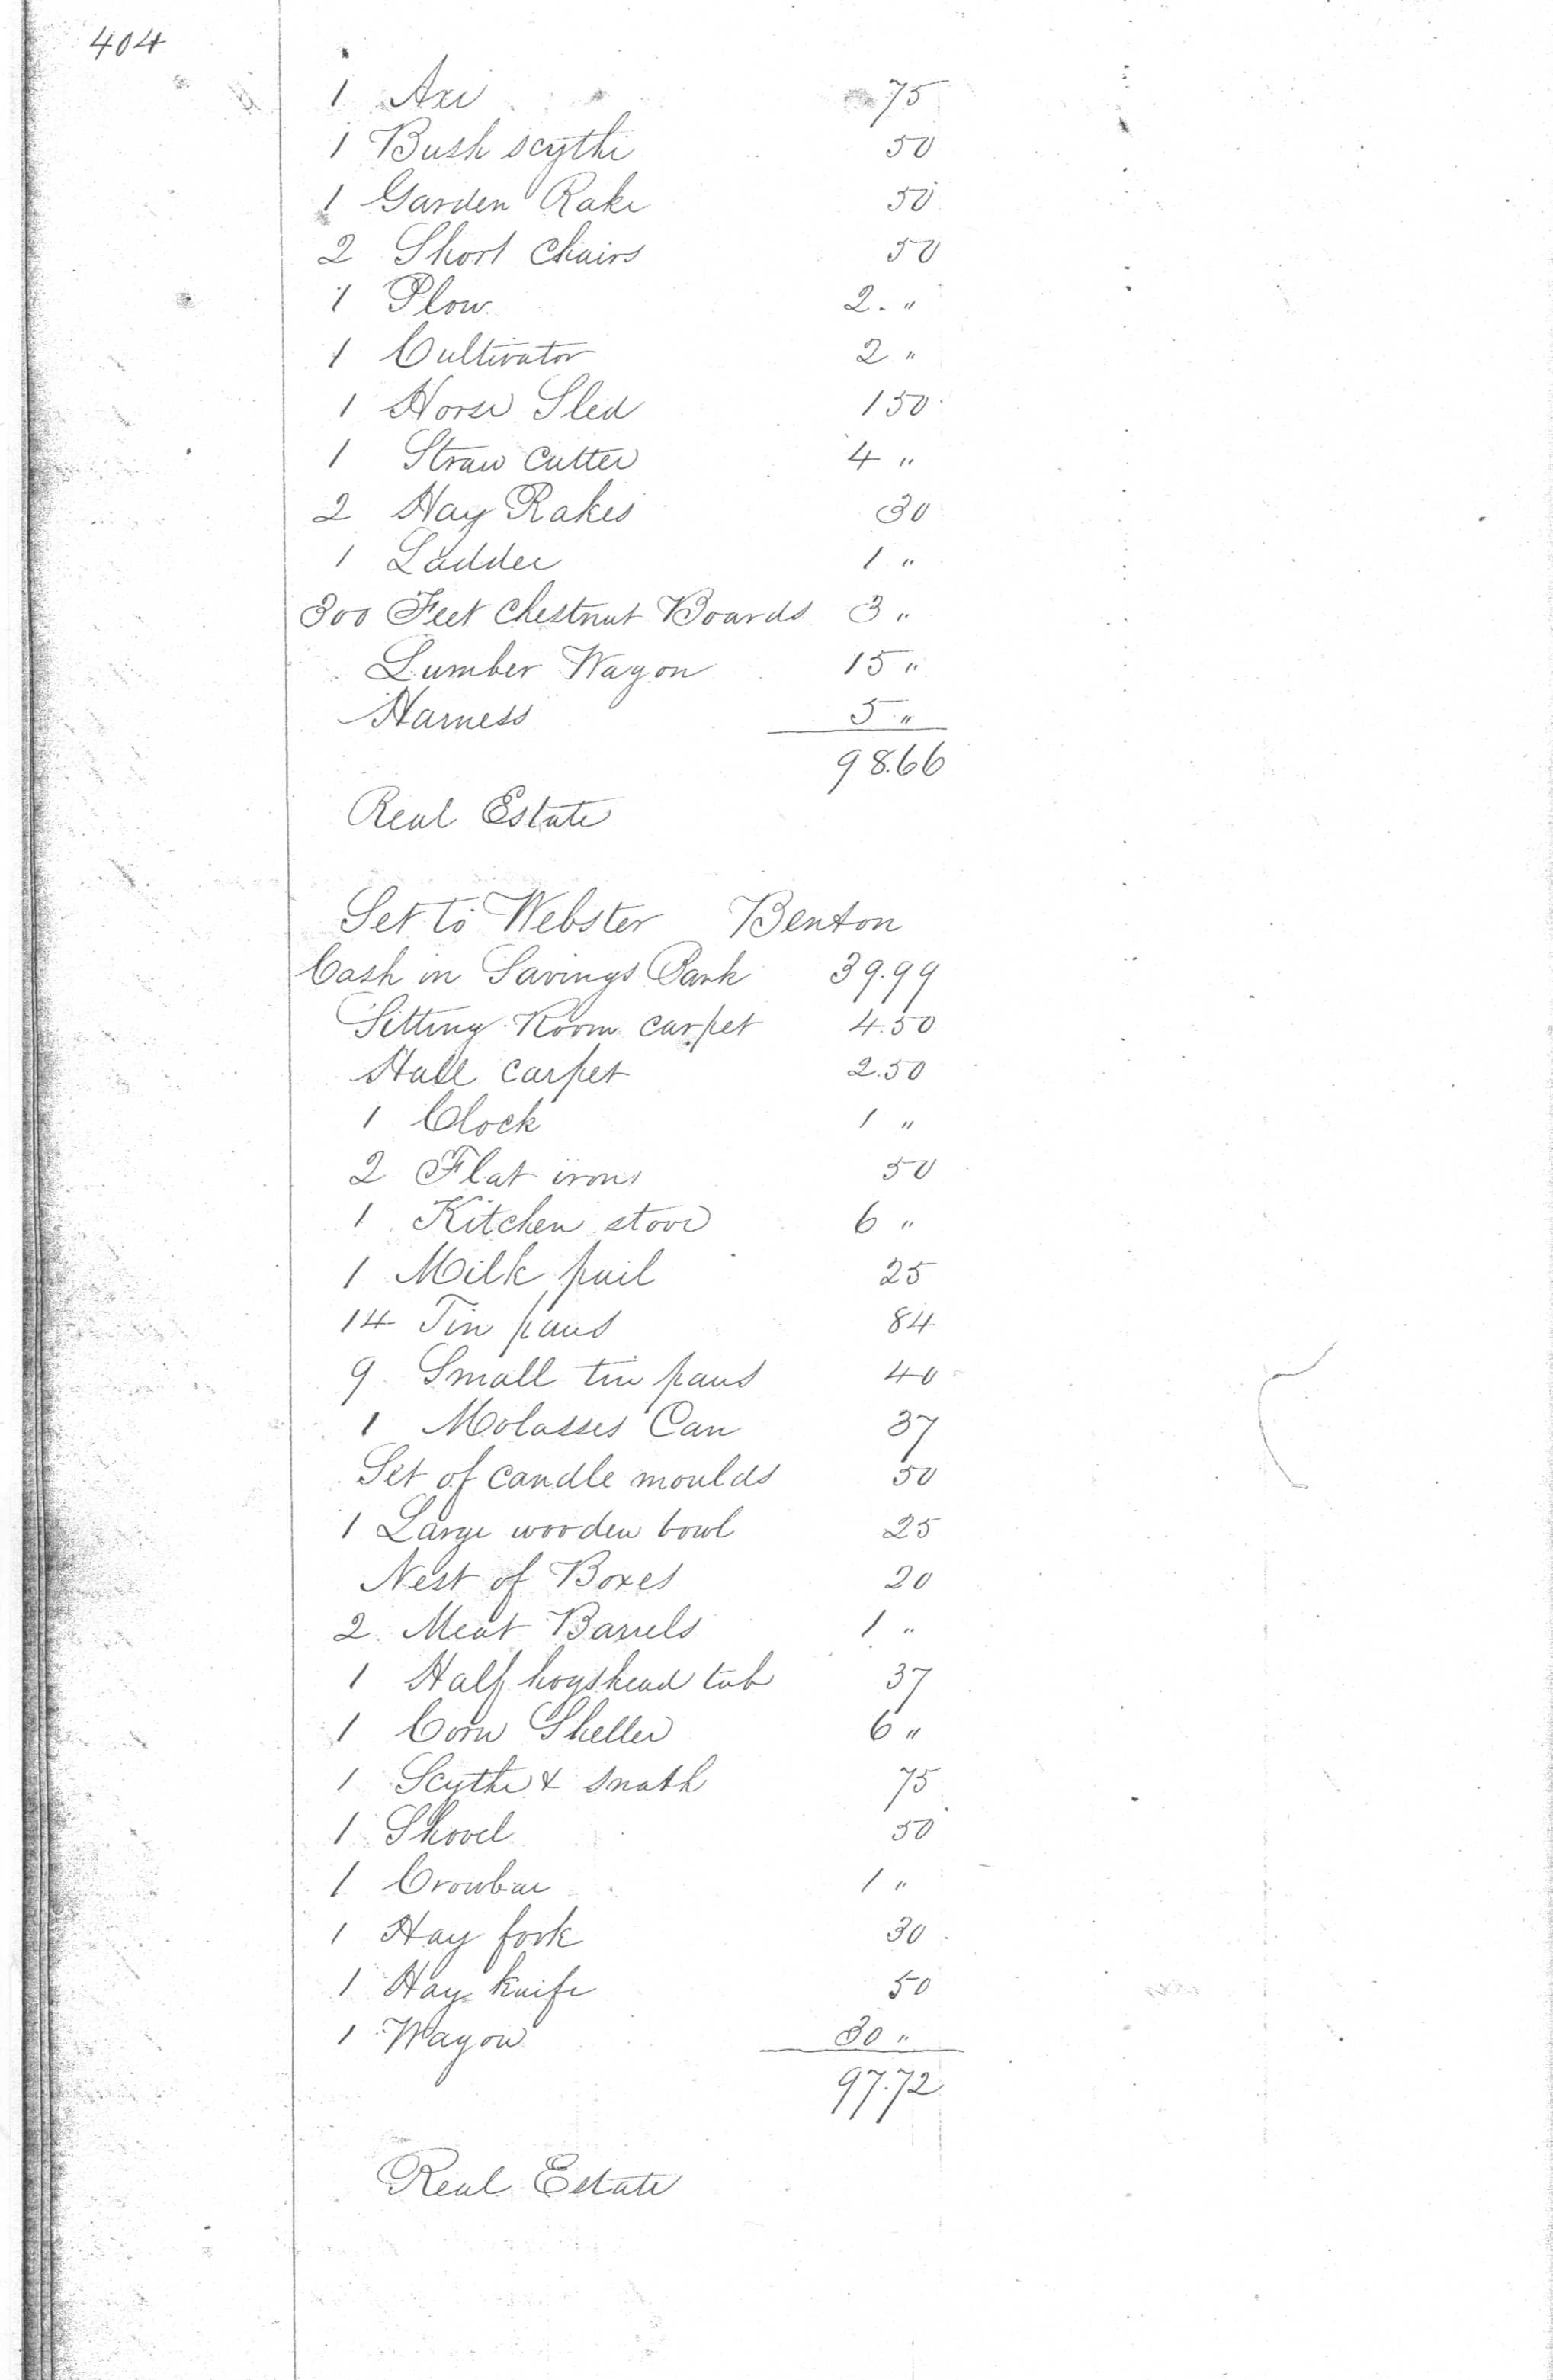 404
1 Axe 75
1 Bush scythe 50
1 Garden Rake 50
2 Short Chairs 50
1 Plow 2. "
1 Cultivator 2 "
1 Horse Sled 150
1 Straw Cutter 4 "
2 Hay Rakes 30
1 Ladder 1 "
300 Feet Chestnut Boards 3 "
Lumber Wagon 15 "
Harness 5 "
98.66
Real Estate
Set to Webster Benton
Cash in Savings Bank 39.99
Sitting Room carpet 4.50
Hall carpet 2.50
1 Clock 1 "
2 Flat irons 50
1 Kitchen stove 6 "
1 Milk pail 25
14 Tin pans 84
9 Small tin pans 40
1 Molasses Can 37
Set of candle moulds 50
1 Large wooden bowl 25
Nest of Boxes 20
2 Meat Barrels 1 "
1 Half hogshead tub 37
1 Corn Sheller 6 "
1 Scythe & snath 75
1 Shovel 50
1 Crowbar 1 "
1 Hay fork 30
1 Hay knife 50
1 Wagon 30 "
97.72
Real Estate